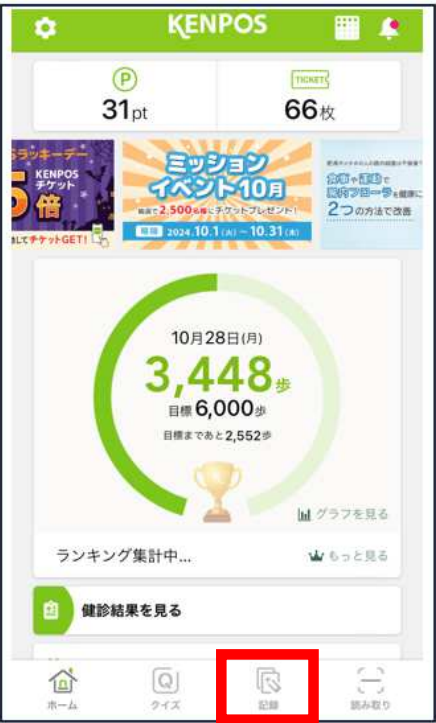 KENPOS
P
TICKET
31pt
66枚
ラッキーデー
KENPOS
チケット
5倍
してチケットGET!
ミッション
イベント10月
抽選で2,500名様にチケットプレゼント!
期間 2024.10.1(火)~10.31(木)
食事や運動で
腸内フローラを健康に
2つの方法で改善
10月28日(月)
3,448歩
目標 6,000歩
目標まであと2,552歩
グラフを見る
ランキング集計中...
もっと見る
健診結果を見る
ホーム
Q
クイズ
記録
読み取り